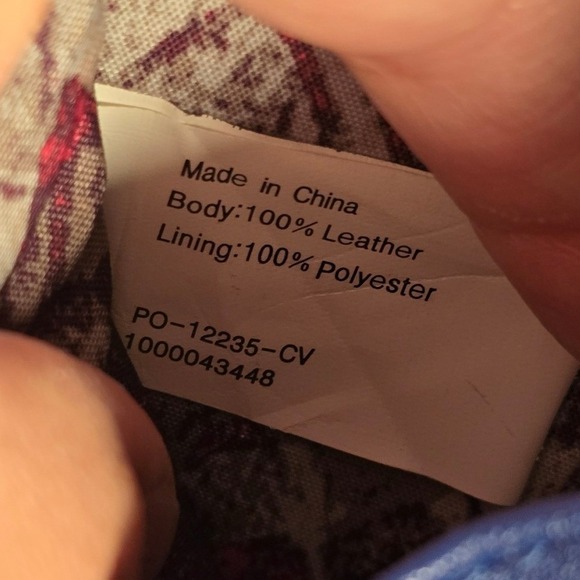 Made in China
Body:100% Leather
Lining:100% Polyester
PO-12235-CV
1000043448